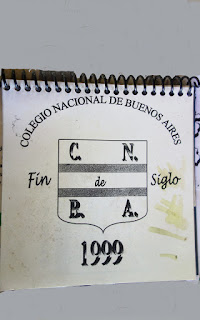 COLEGIO NACIONAL DE BUENOS AIRES
C. N.
Fin de Siglo
B. A.
1999